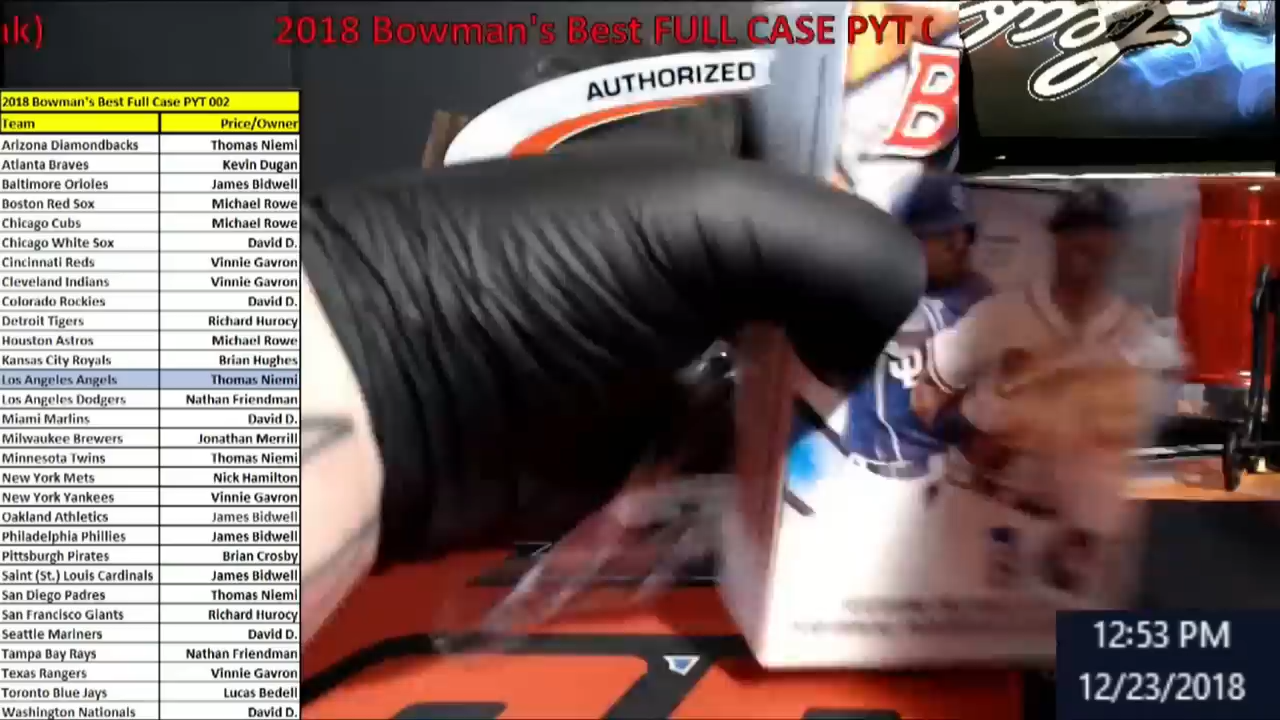 ak) 2018 Bowman's Best FULL CASE PYT
AUTHORIZED
B
2018 Bowman's Best Full Case PYT 002
Team Price/Owner
Arizona Diamondbacks Thomas Niemi
Atlanta Braves Kevin Dugan
Baltimore Orioles James Bidwell
Boston Red Sox Michael Rowe
Chicago Cubs Michael Rowe
Chicago White Sox David D.
Cincinnati Reds Vinnie Gavron
Cleveland Indians Vinnie Gavron
Colorado Rockies David D.
Detroit Tigers Richard Hurocy
Houston Astros Michael Rowe
Kansas City Royals Brian Hughes
Los Angeles Angels Thomas Niemi
Los Angeles Dodgers Nathan Friendman
Miami Marlins David D.
Milwaukee Brewers Jonathan Merrill
Minnesota Twins Thomas Niemi
New York Mets Nick Hamilton
New York Yankees Vinnie Gavron
Oakland Athletics James Bidwell
Philadelphia Phillies James Bidwell
Pittsburgh Pirates Brian Crosby
Saint (St.) Louis Cardinals James Bidwell
San Diego Padres Thomas Niemi
San Francisco Giants Richard Hurocy
Seattle Mariners David D.
Tampa Bay Rays Nathan Friendman
Texas Rangers Vinnie Gavron
Toronto Blue Jays Lucas Bedell
Washington Nationals David D.
12:53 PM
12/23/2018